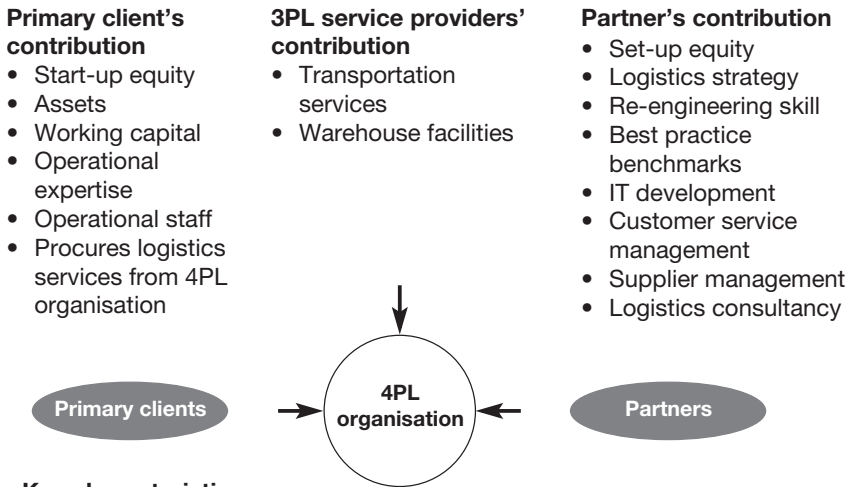 Primary client's
contribution
• Start-up equity
• Assets
• Working capital
• Operational
expertise
• Operational staff
• Procures logistics
services from 4PL
organisation
3PL service providers'
contribution
• Transportation
services
• Warehouse facilities
Partner's contribution
• Set-up equity
• Logistics strategy
• Re-engineering skill
• Best practice
benchmarks
• IT development
• Customer service
management
• Supplier management
• Logistics consultancy
Primary clients
4PL
organisation
Partners